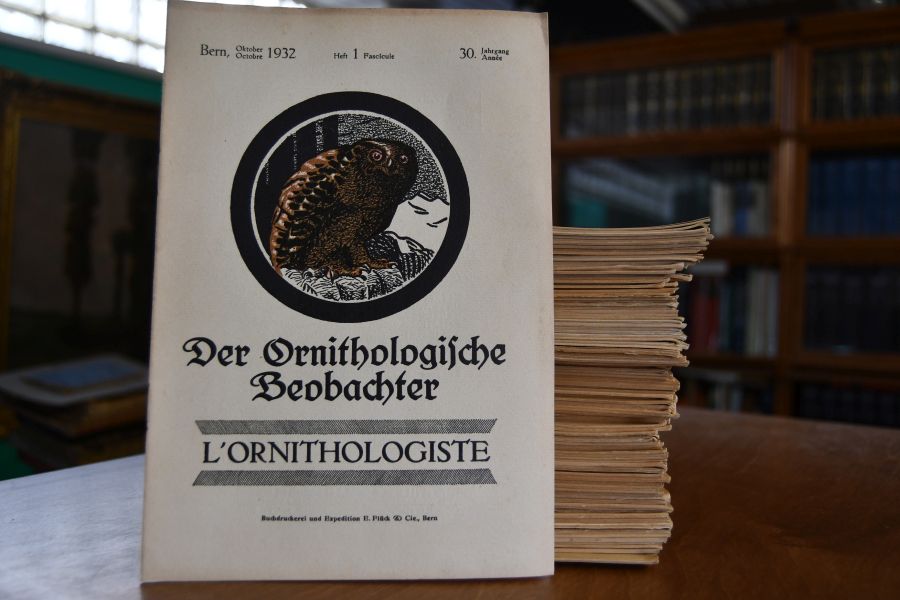 Bern, Oktober Octobre 1932 Heft 1 Fascicule 30. Jahrgang Année
Der Ornithologiſche
Beobachter
L'ORNITHOLOGISTE
Buchdruckerei und Expedition E. Flück & Cie., Bern